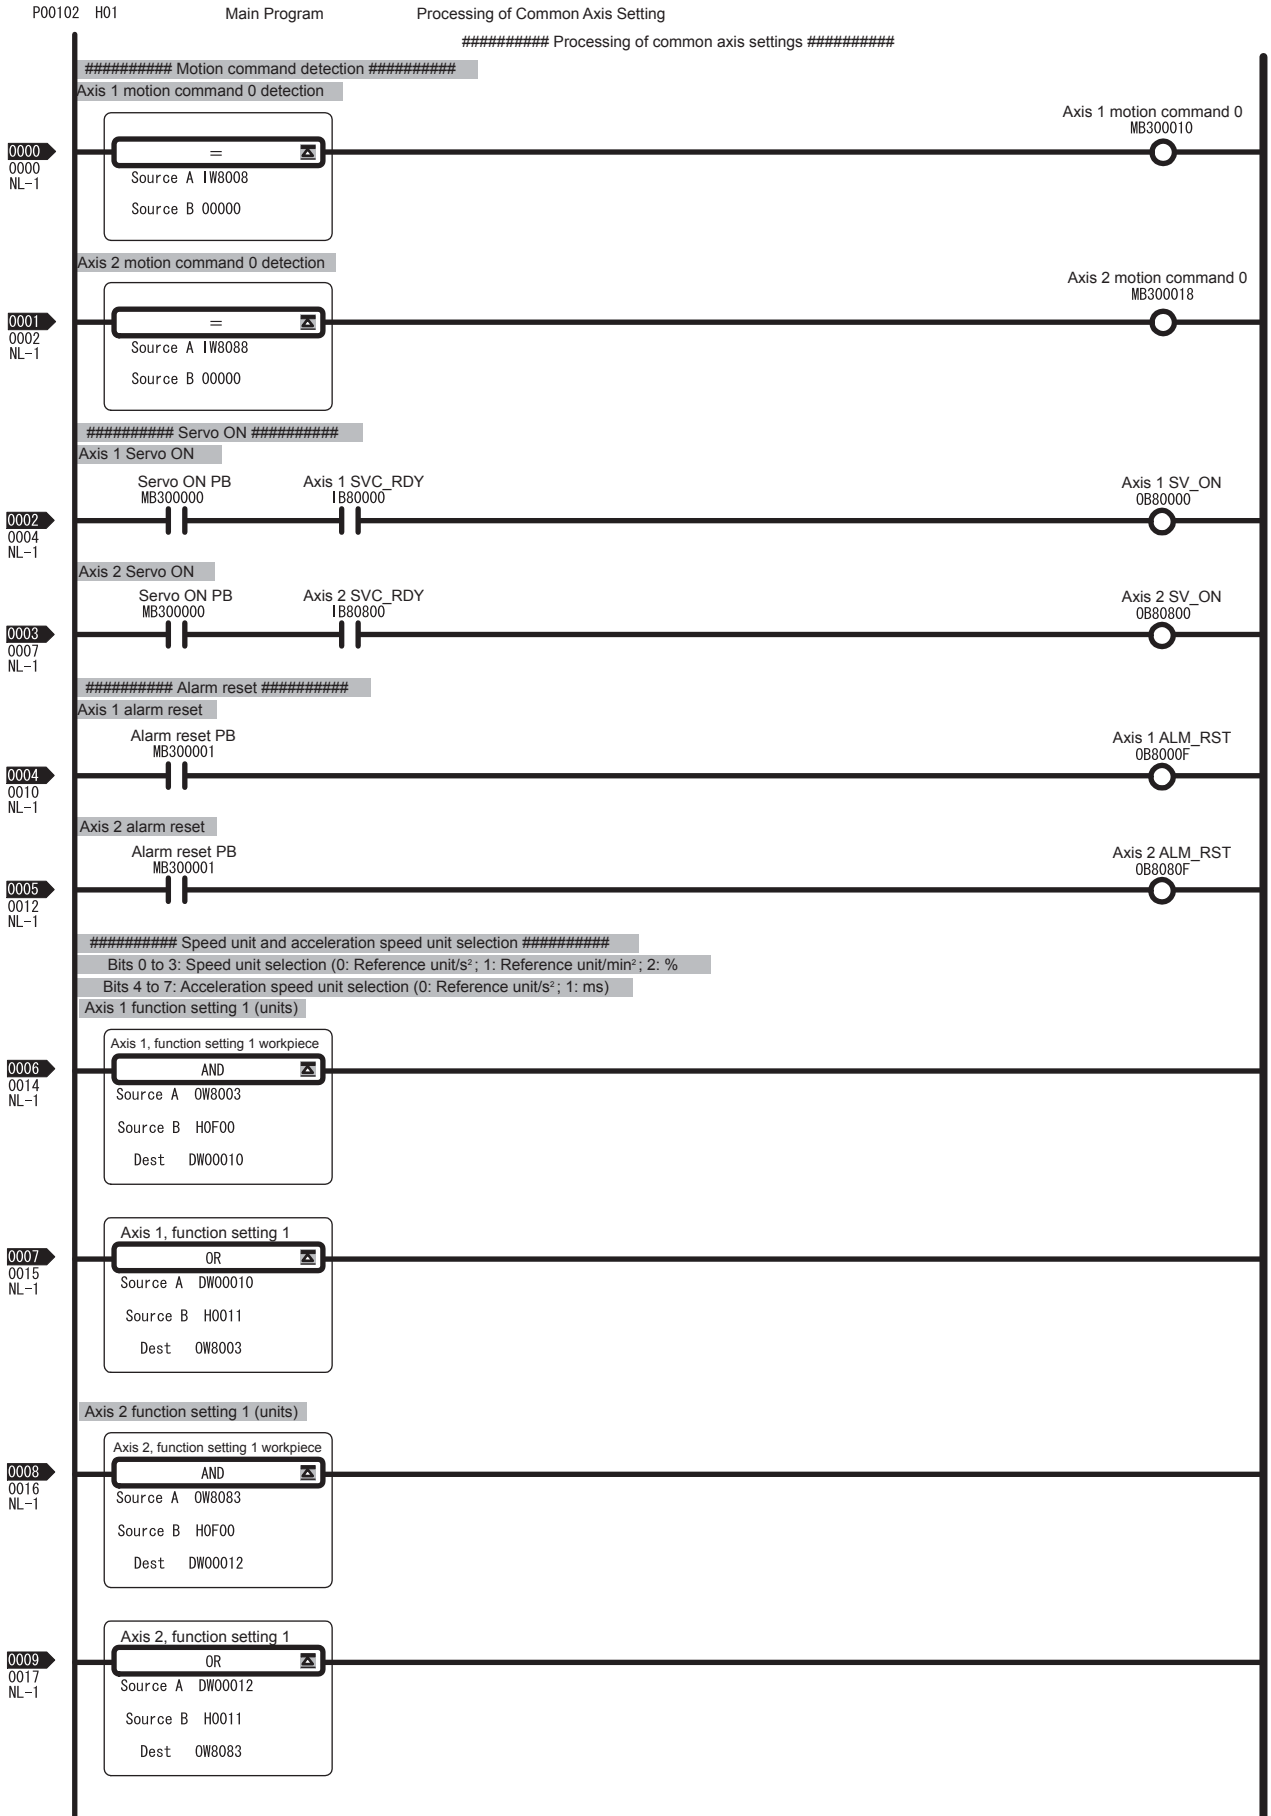 P00102 H01 Main Program Processing of Common Axis Setting
########## Processing of common axis settings ##########
########## Motion command detection ##########
Axis 1 motion command 0 detection
Axis 1 motion command 0
MB300010
0000
0000
NL-1
=
Source A IW8008
Source B 00000
Axis 2 motion command 0 detection
Axis 2 motion command 0
MB300018
0001
0002
NL-1
=
Source A IW8088
Source B 00000
########## Servo ON ##########
Axis 1 Servo ON
Servo ON PB Axis 1 SVC_RDY Axis 1 SV_ON
MB300000 IB80000 OB80000
0002
0004
NL-1
Axis 2 Servo ON
Servo ON PB Axis 2 SVC_RDY Axis 2 SV_ON
MB300000 IB80800 OB80800
0003
0007
NL-1
########## Alarm reset ##########
Axis 1 alarm reset
Alarm reset PB Axis 1 ALM_RST
MB300001 OB8000F
0004
0010
NL-1
Axis 2 alarm reset
Alarm reset PB Axis 2 ALM_RST
MB300001 OB8080F
0005
0012
NL-1
########## Speed unit and acceleration speed unit selection ##########
Bits 0 to 3: Speed unit selection (0: Reference unit/s²; 1: Reference unit/min²; 2: %
Bits 4 to 7: Acceleration speed unit selection (0: Reference unit/s²; 1: ms)
Axis 1 function setting 1 (units)
Axis 1, function setting 1 workpiece
0006
0014
NL-1
AND
Source A OW8003
Source B H0F00
Dest DW00010
Axis 1, function setting 1
0007
0015
NL-1
OR
Source A DW00010
Source B H0011
Dest OW8003
Axis 2 function setting 1 (units)
Axis 2, function setting 1 workpiece
0008
0016
NL-1
AND
Source A OW8083
Source B H0F00
Dest DW00012
Axis 2, function setting 1
0009
0017
NL-1
OR
Source A DW00012
Source B H0011
Dest OW8083